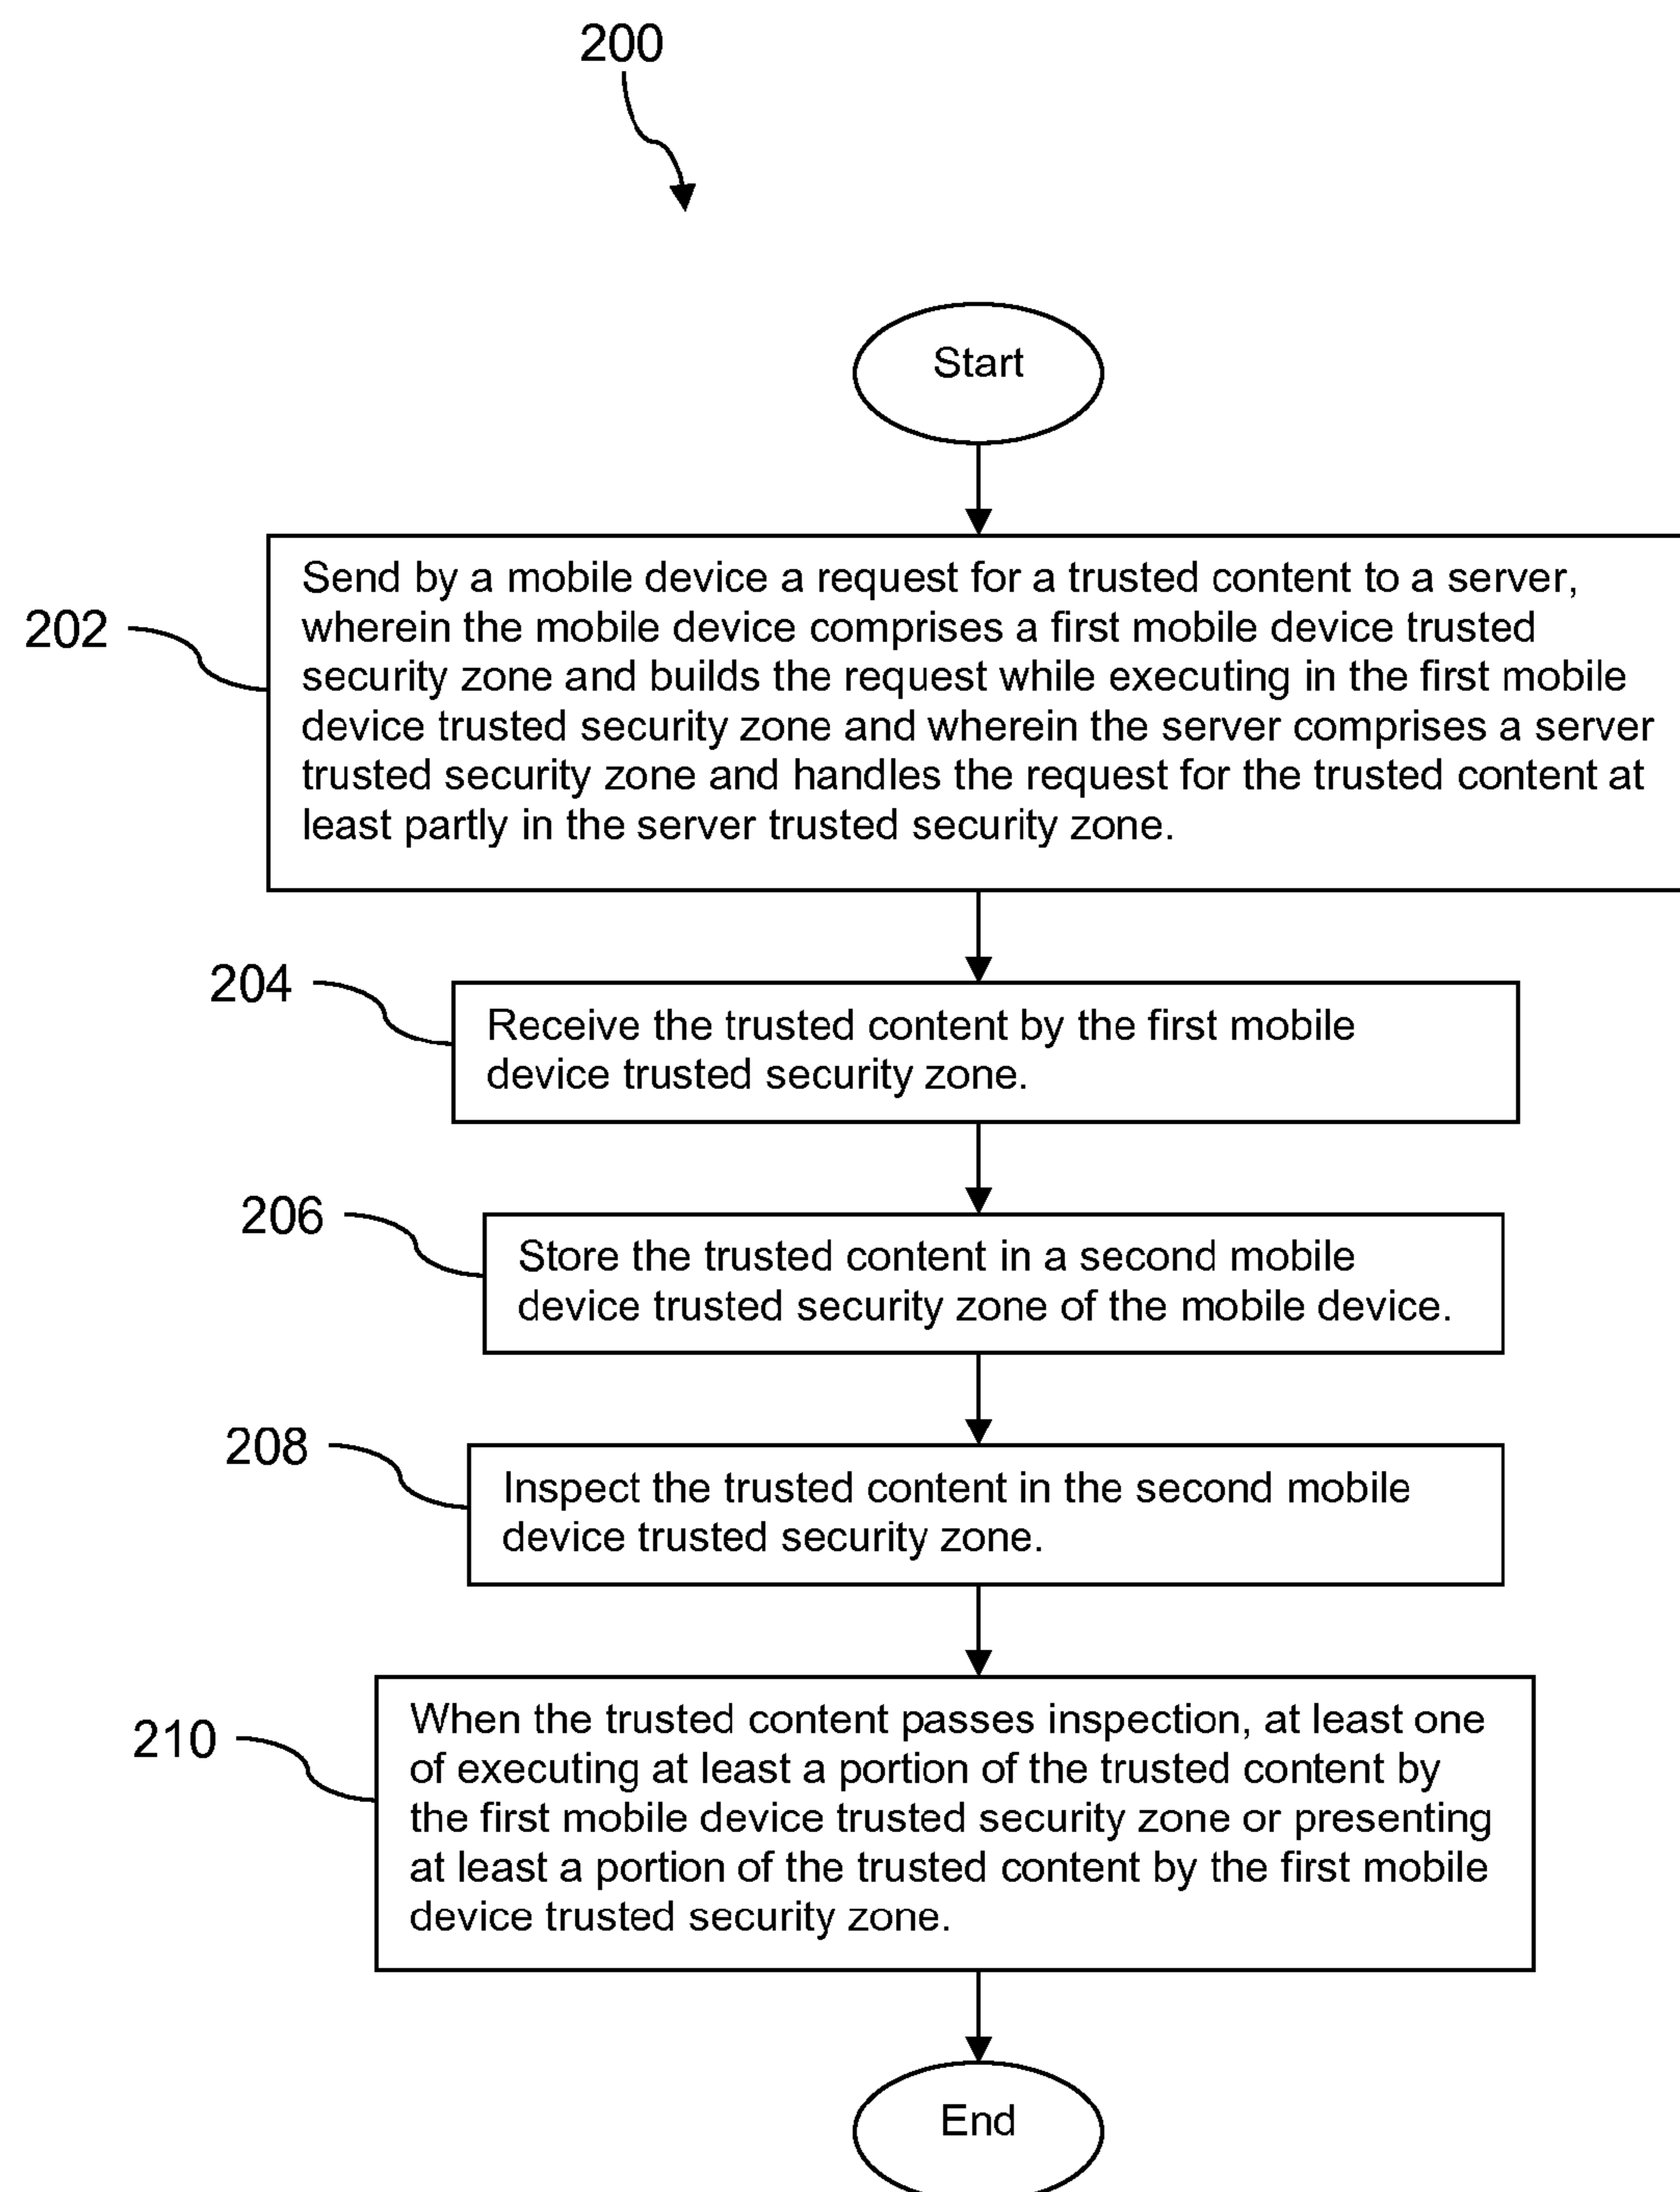 200
Start
202
Send by a mobile device a request for a trusted content to a server,
wherein the mobile device comprises a first mobile device trusted
security zone and builds the request while executing in the first mobile
device trusted security zone and wherein the server comprises a server
trusted security zone and handles the request for the trusted content at
least partly in the server trusted security zone.
204
Receive the trusted content by the first mobile
device trusted security zone.
206
Store the trusted content in a second mobile
device trusted security zone of the mobile device.
208
Inspect the trusted content in the second mobile
device trusted security zone.
210
When the trusted content passes inspection, at least one
of executing at least a portion of the trusted content by
the first mobile device trusted security zone or presenting
at least a portion of the trusted content by the first mobile
device trusted security zone.
End